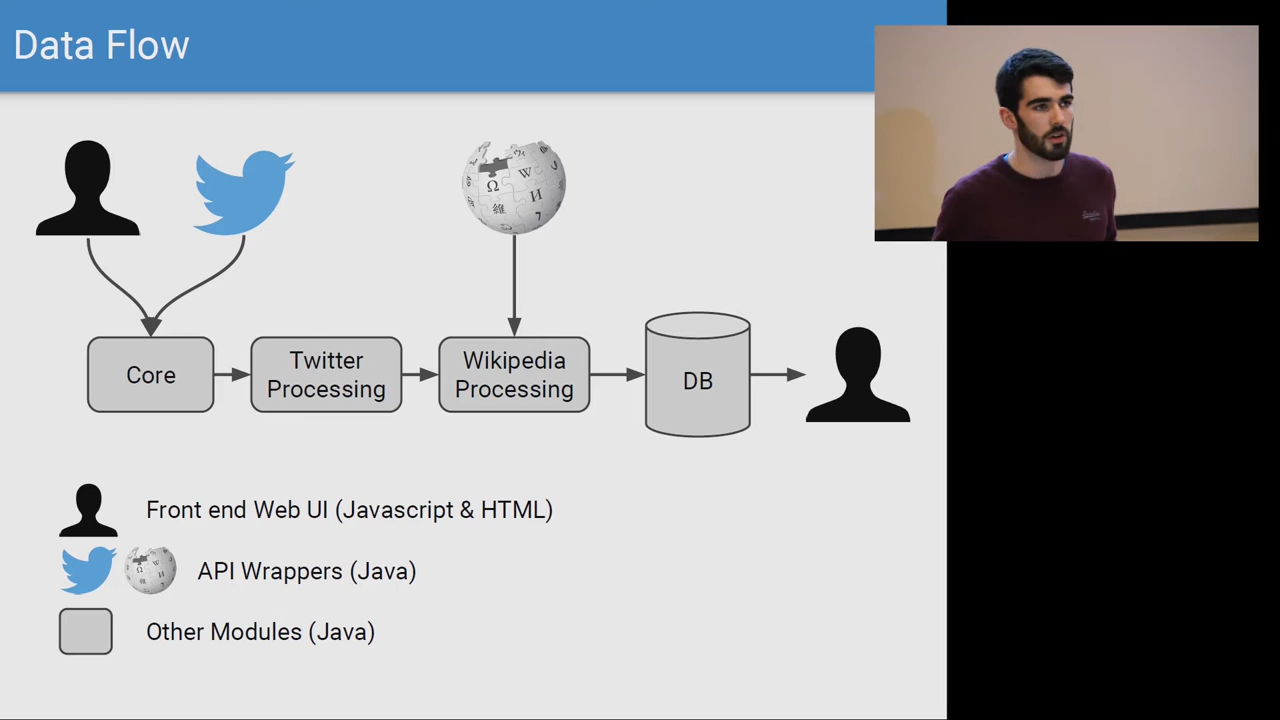 Data Flow
Core
Twitter
Processing
Wikipedia
Processing
DB
Front end Web UI (Javascript & HTML)
API Wrappers (Java)
Other Modules (Java)